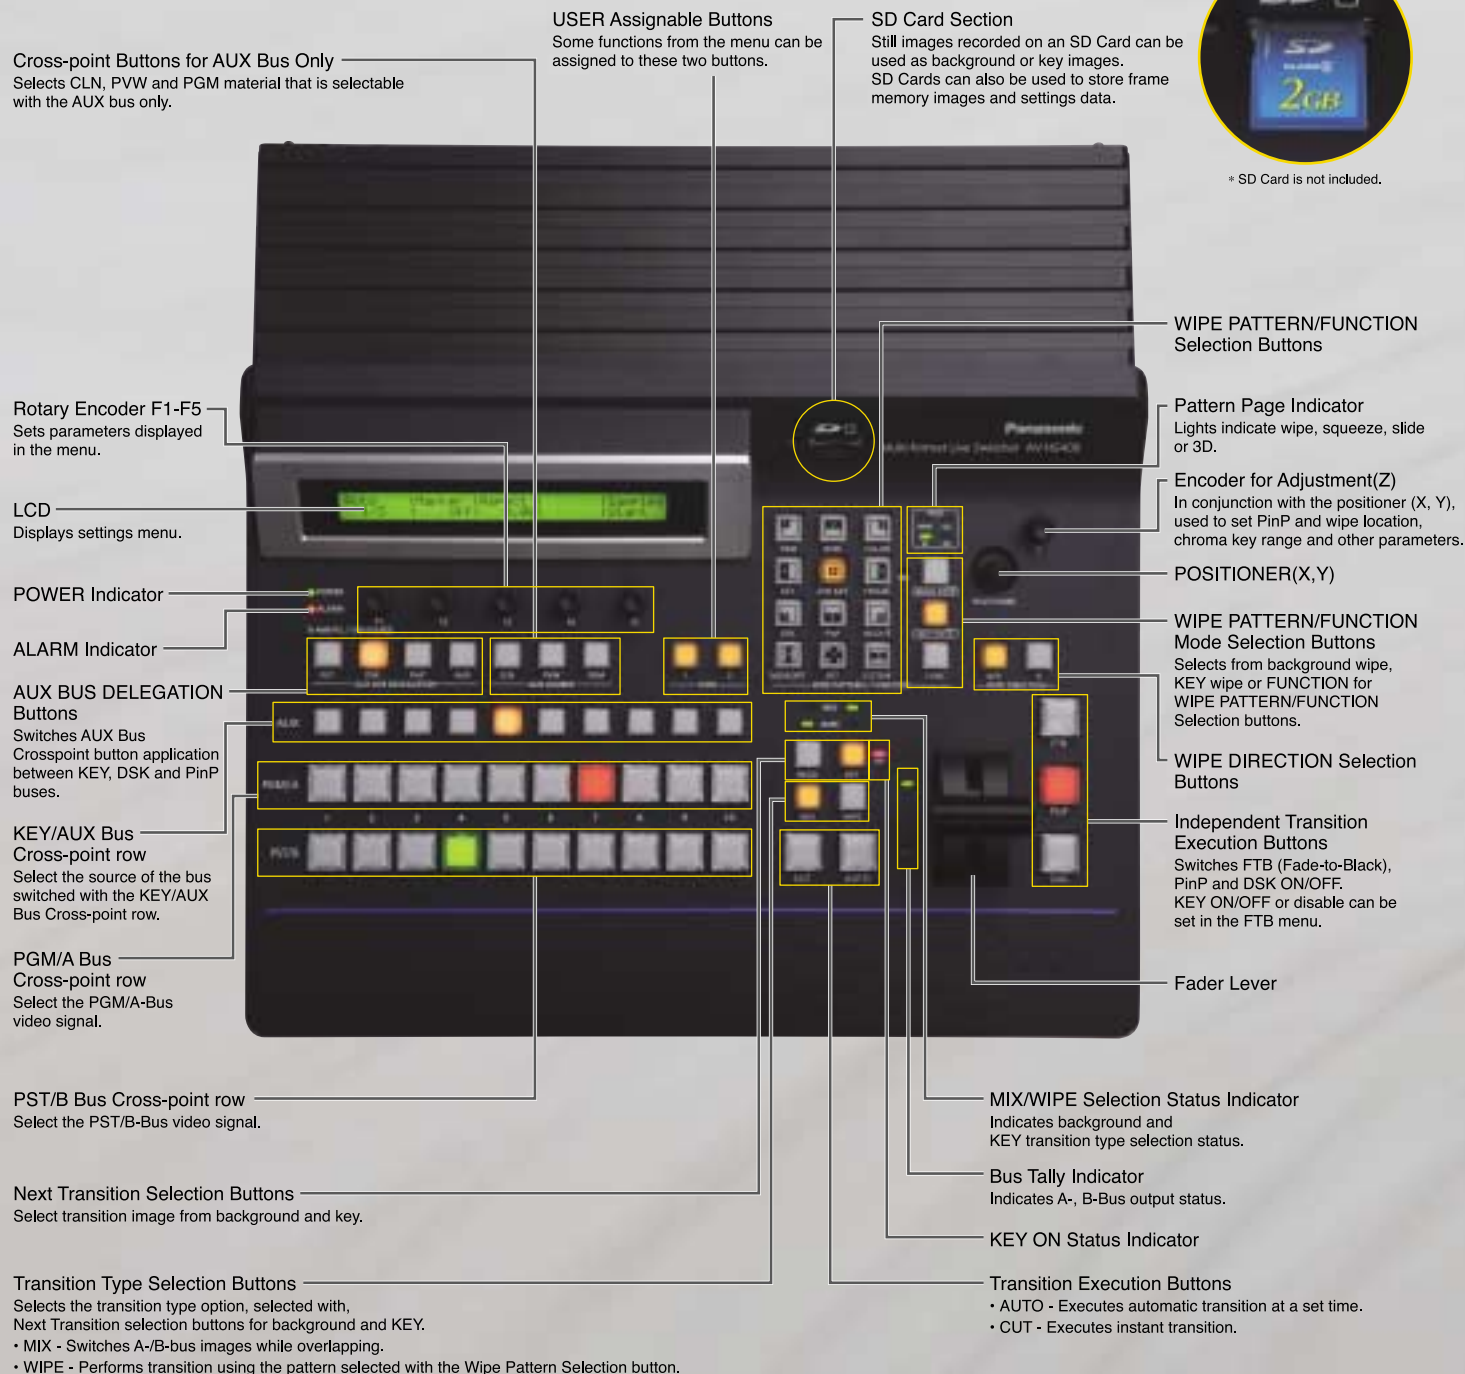 USER Assignable Buttons
Some functions from the menu can be
assigned to these two buttons.
SD Card Section
Still images recorded on an SD Card can be
used as background or key images.
SD Cards can also be used to store frame
memory images and settings data.
2GB
* SD Card is not included.
Cross-point Buttons for AUX Bus Only
Selects CLN, PVW and PGM material that is selectable
with the AUX bus only.
WIPE PATTERN/FUNCTION
Selection Buttons
Rotary Encoder F1-F5
Sets parameters displayed
in the menu.
Panasonic
Pattern Page Indicator
Lights indicate wipe, squeeze, slide
or 3D.
LCD
Displays settings menu.
Encoder for Adjustment(Z)
In conjunction with the positioner (X, Y),
used to set PinP and wipe location,
chroma key range and other parameters.
POWER Indicator
POSITIONER(X,Y)
ALARM Indicator
WIPE PATTERN/FUNCTION
Mode Selection Buttons
Selects from background wipe,
KEY wipe or FUNCTION for
WIPE PATTERN/FUNCTION
Selection buttons.
AUX BUS DELEGATION
Buttons
Switches AUX Bus
Crosspoint button application
between KEY, DSK and PinP
buses.
AUX
PGM/A
1 2 3 4 5 6 7 8 9 10
PST/B
WIPE DIRECTION Selection
Buttons
KEY/AUX Bus
Cross-point row
Select the source of the bus
switched with the KEY/AUX
Bus Cross-point row.
Independent Transition
Execution Buttons
Switches FTB (Fade-to-Black),
PinP and DSK ON/OFF.
KEY ON/OFF or disable can be
set in the FTB menu.
PGM/A Bus
Cross-point row
Select the PGM/A-Bus
video signal.
Fader Lever
PST/B Bus Cross-point row
Select the PST/B-Bus video signal.
MIX/WIPE Selection Status Indicator
Indicates background and
KEY transition type selection status.
Next Transition Selection Buttons
Select transition image from background and key.
Bus Tally Indicator
Indicates A-, B-Bus output status.
KEY ON Status Indicator
Transition Type Selection Buttons
Selects the transition type option, selected with,
Next Transition selection buttons for background and KEY.
• MIX - Switches A-/B-bus images while overlapping.
• WIPE - Performs transition using the pattern selected with the Wipe Pattern Selection button.
Transition Execution Buttons
• AUTO - Executes automatic transition at a set time.
• CUT - Executes instant transition.